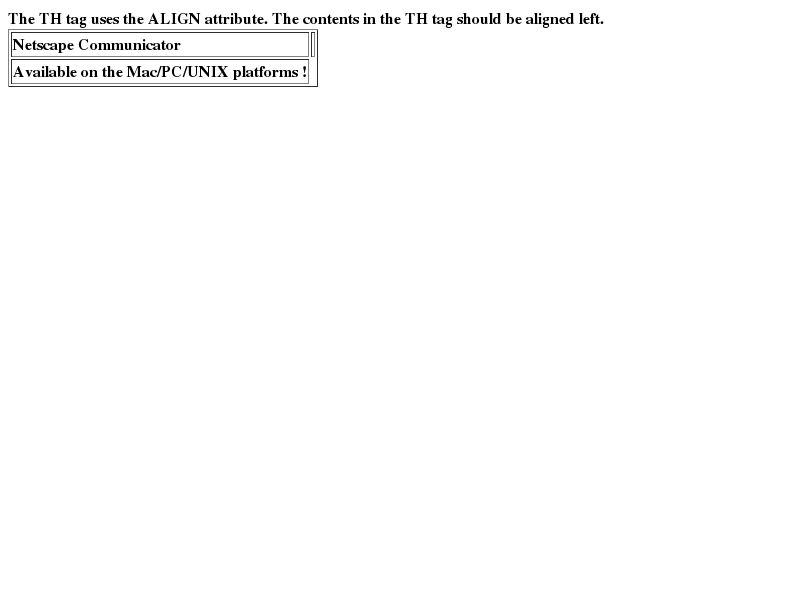 The TH tag uses the ALIGN attribute. The contents in the TH tag should be aligned left.
Netscape Communicator
Available on the Mac/PC/UNIX platforms !